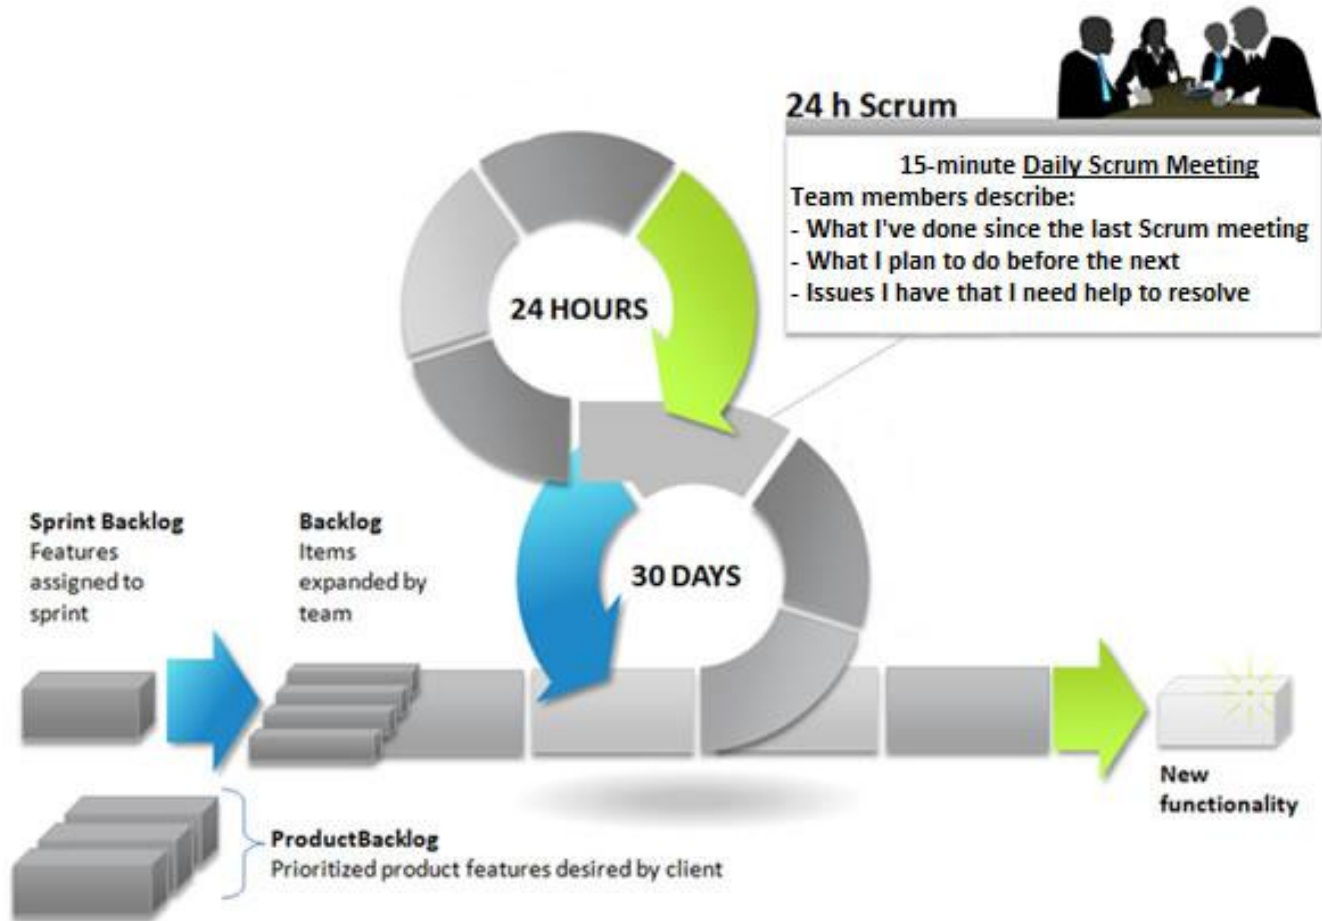 24 h Scrum
15-minute Daily Scrum Meeting
Team members describe:
- What I've done since the last Scrum meeting
- What I plan to do before the next
- Issues I have that I need help to resolve
24 HOURS
30 DAYS
Sprint Backlog
Features
assigned to
sprint
Backlog
Items
expanded by
team
New
functionality
ProductBacklog
Prioritized product features desired by client